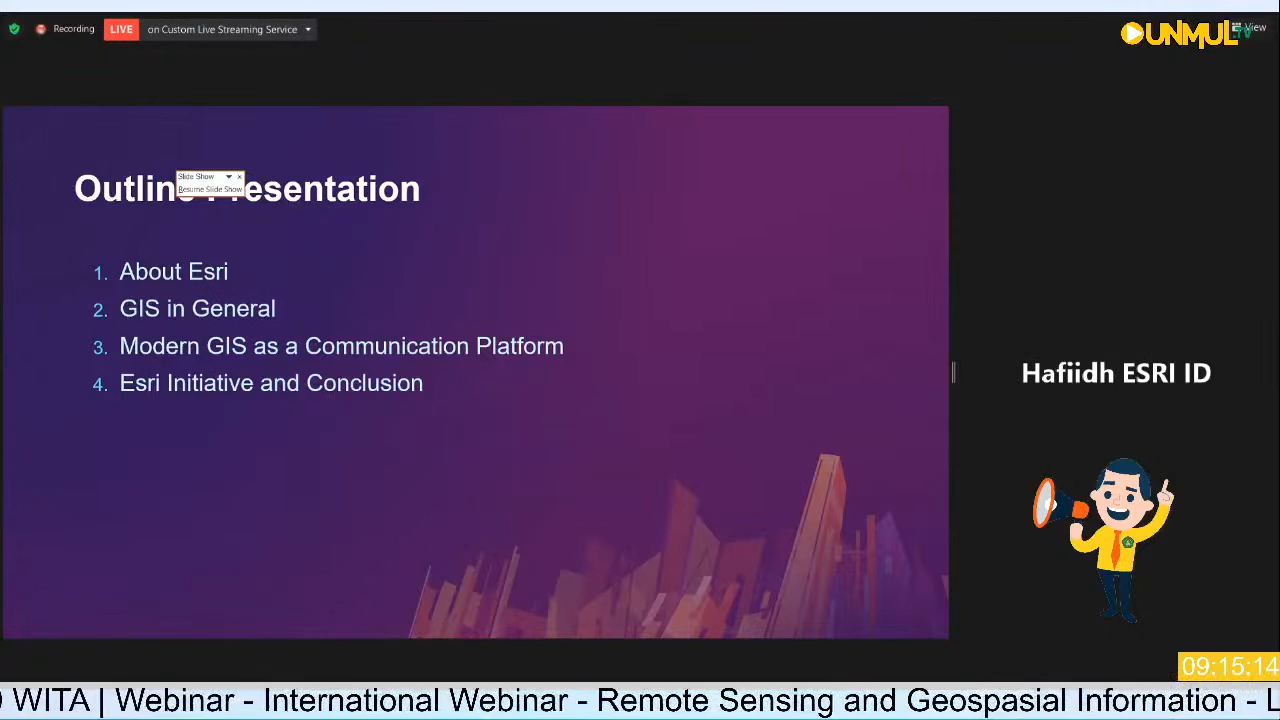 Recording
LIVE
on Custom Live Streaming Service
UNMUL TV
View
Outline Presentation
Slide Show
Resume Slide Show
1. About Esri
2. GIS in General
3. Modern GIS as a Communication Platform
4. Esri Initiative and Conclusion
Hafiidh ESRI ID
09:15:14
WITA | Webinar - International Webinar - Remote Sensing and Geospasial Information - L